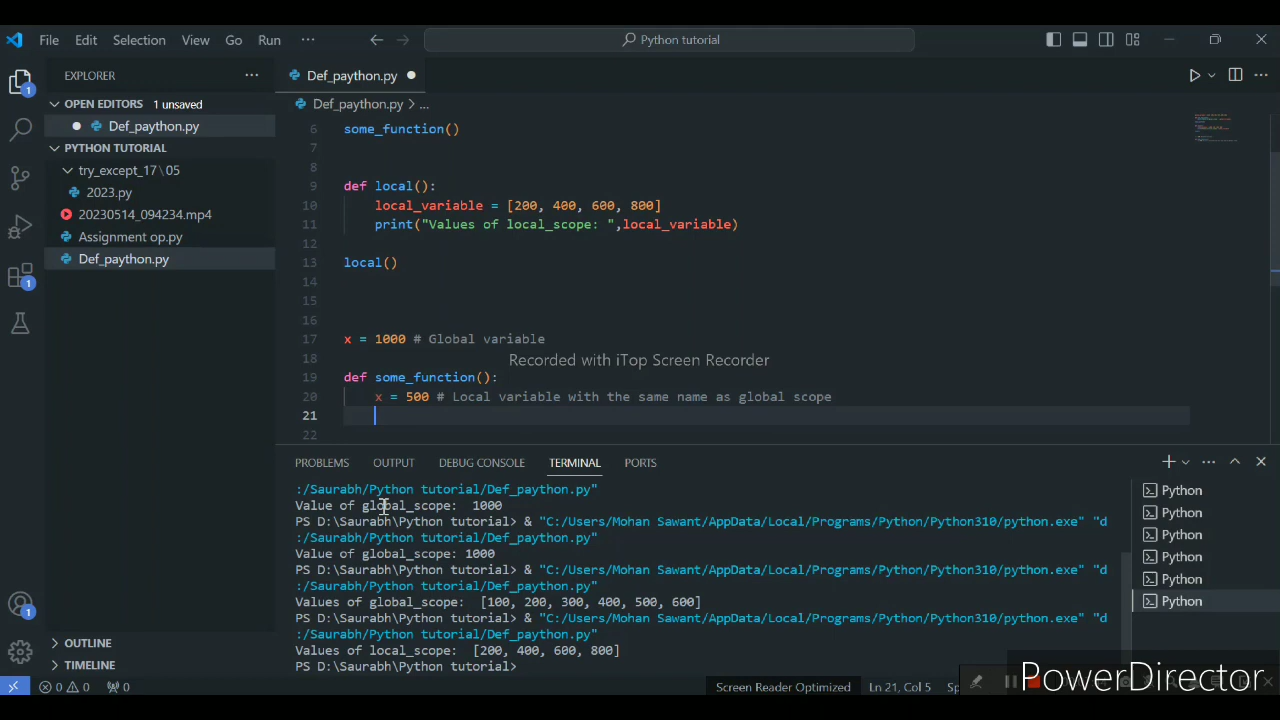 File Edit Selection View Go Run ··· Python tutorial
EXPLORER ···
OPEN EDITORS 1 unsaved
Def_paython.py
PYTHON TUTORIAL
try_except_17\05
2023.py
20230514_094234.mp4
Assignment op.py
Def_paython.py
OUTLINE
TIMELINE
1
1
1
Def_paython.py
Def_paython.py > ...
6 some_function()
7
8
9 def local():
10 local_variable = [200, 400, 600, 800]
11 print("Values of local_scope: ",local_variable)
12
13 local()
14
15
16
17 x = 1000 # Global variable
18
19 def some_function():
20 x = 500 # Local variable with the same name as global scope
21
22
Recorded with iTop Screen Recorder
PROBLEMS OUTPUT DEBUG CONSOLE TERMINAL PORTS
:/Saurabh/Python tutorial/Def_paython.py"
Value of global_scope:  1000
PS D:\Saurabh\Python tutorial> & "C:/Users/Mohan Sawant/AppData/Local/Programs/Python/Python310/python.exe" "d
:/Saurabh/Python tutorial/Def_paython.py"
Value of global_scope: 1000
PS D:\Saurabh\Python tutorial> & "C:/Users/Mohan Sawant/AppData/Local/Programs/Python/Python310/python.exe" "d
:/Saurabh/Python tutorial/Def_paython.py"
Values of global_scope:  [100, 200, 300, 400, 500, 600]
PS D:\Saurabh\Python tutorial> & "C:/Users/Mohan Sawant/AppData/Local/Programs/Python/Python310/python.exe" "d
:/Saurabh/Python tutorial/Def_paython.py"
Values of local_scope:  [200, 400, 600, 800]
PS D:\Saurabh\Python tutorial>
Python
Python
Python
Python
Python
Python
0 0 0 Screen Reader Optimized Ln 21, Col 5
PowerDirector